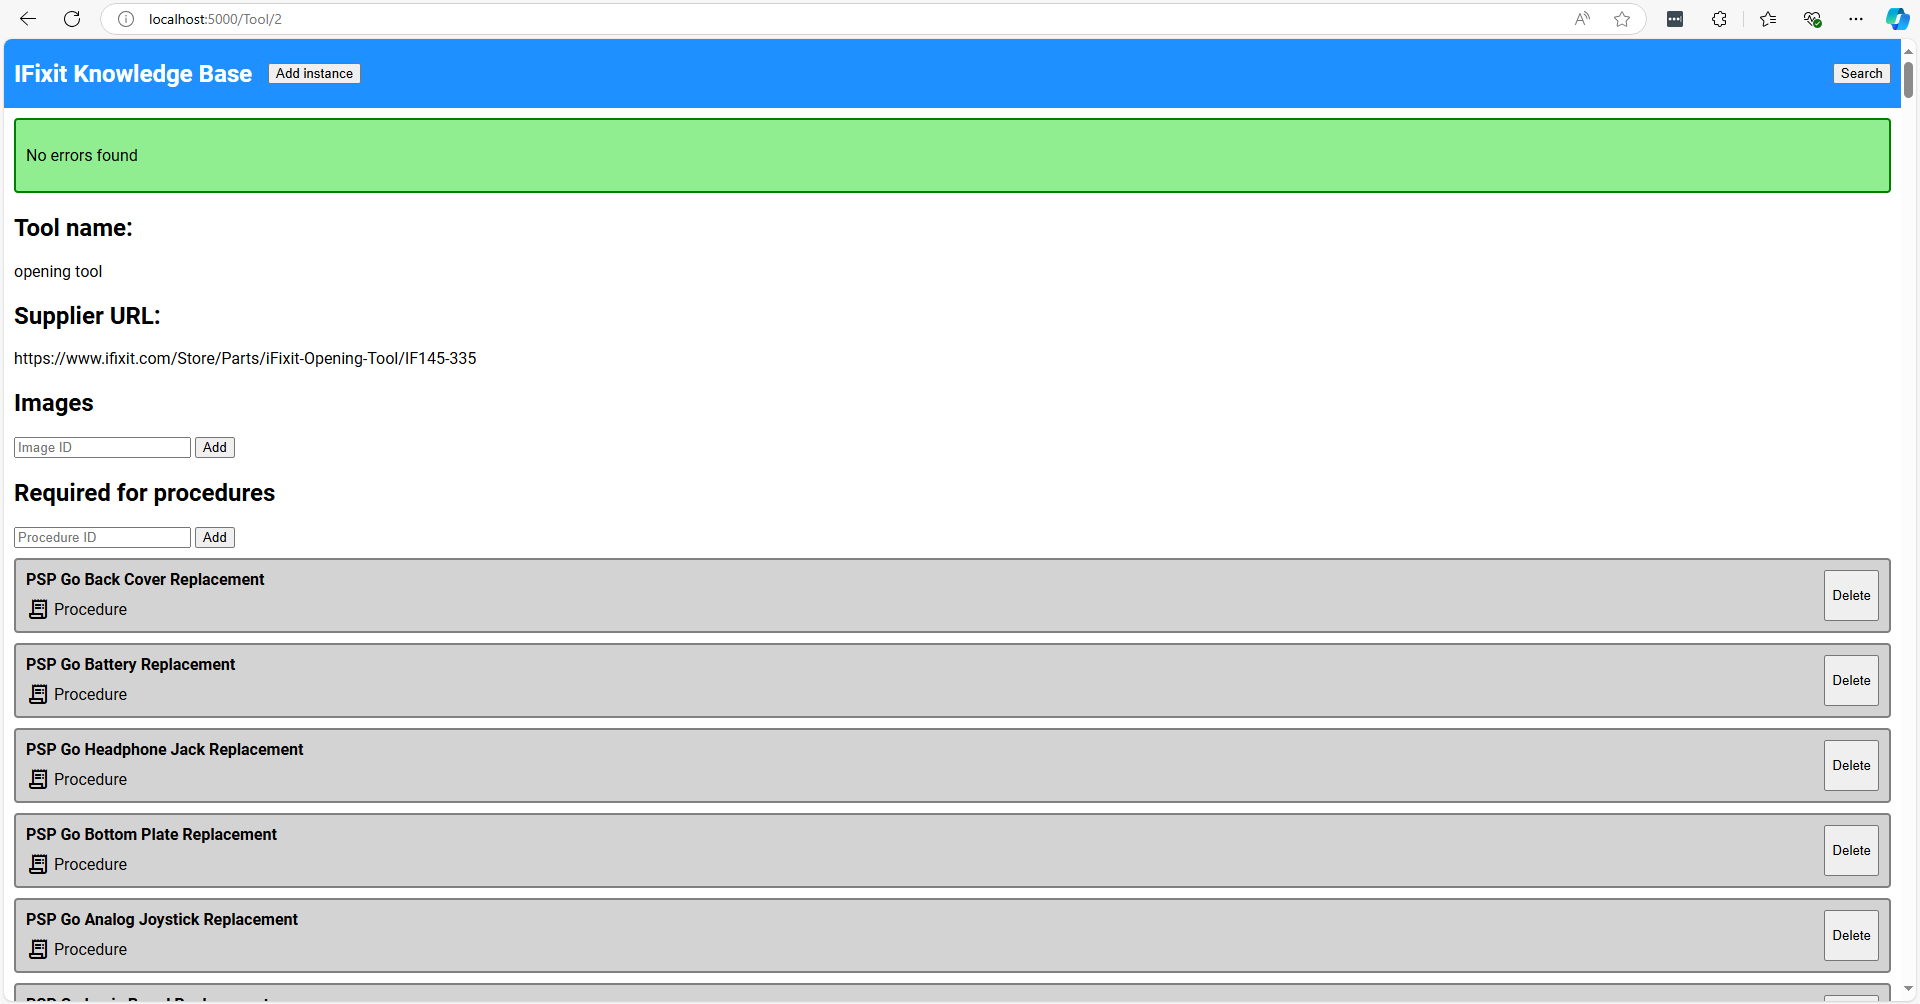 localhost:5000/Tool/2
IFixit Knowledge Base Add instance Search
No errors found
Tool name:
opening tool
Supplier URL:
https://www.ifixit.com/Store/Parts/iFixit-Opening-Tool/IF145-335
Images
Image ID Add
Required for procedures
Procedure ID Add
PSP Go Back Cover Replacement
Procedure
Delete
PSP Go Battery Replacement
Procedure
Delete
PSP Go Headphone Jack Replacement
Procedure
Delete
PSP Go Bottom Plate Replacement
Procedure
Delete
PSP Go Analog Joystick Replacement
Procedure
Delete